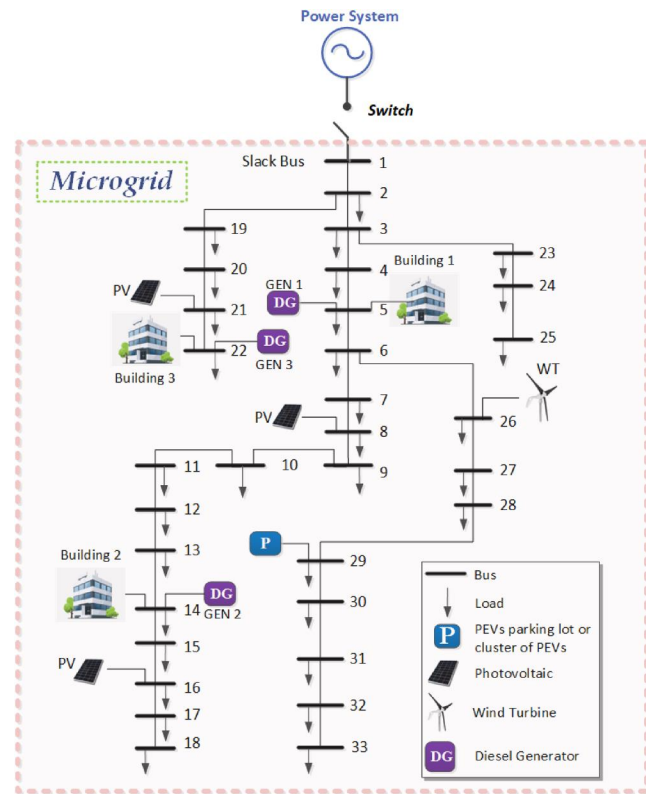 Power System
Switch
Slack Bus
1
Microgrid
2
19
3
23
Building 1
20
4
GEN 1
24
PV
DG
21
5
DG
25
22
6
Building 3
GEN 3
WT
7
26
PV
8
11
10
9
27
12
28
P
13
29
Building 2
DG
Bus
14
GEN 2
30
Load
15
P
PEVs parking lot or
cluster of PEVs
PV
31
16
Photovoltaic
17
32
Wind Turbine
18
33
DG
Diesel Generator